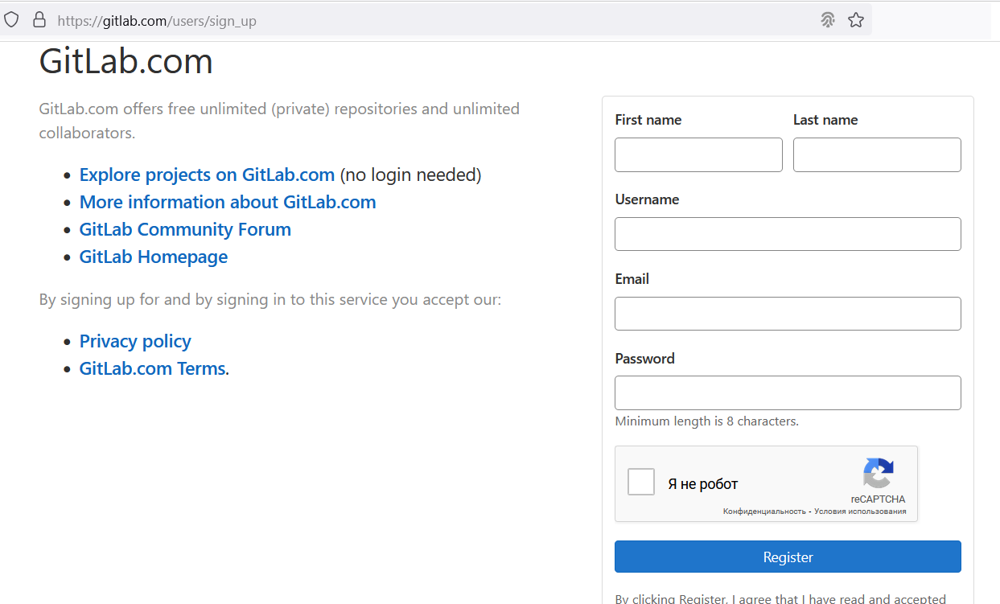 https://gitlab.com/users/sign_up
GitLab.com
GitLab.com offers free unlimited (private) repositories and unlimited
collaborators.
Explore projects on GitLab.com (no login needed)
More information about GitLab.com
GitLab Community Forum
GitLab Homepage
By signing up for and by signing in to this service you accept our:
Privacy policy
GitLab.com Terms.
First name
Last name
Username
Email
Password
Minimum length is 8 characters.
Я не робот
reCAPTCHA
Конфиденциальность - Условия использования
Register
By clicking Register, I agree that I have read and accepted